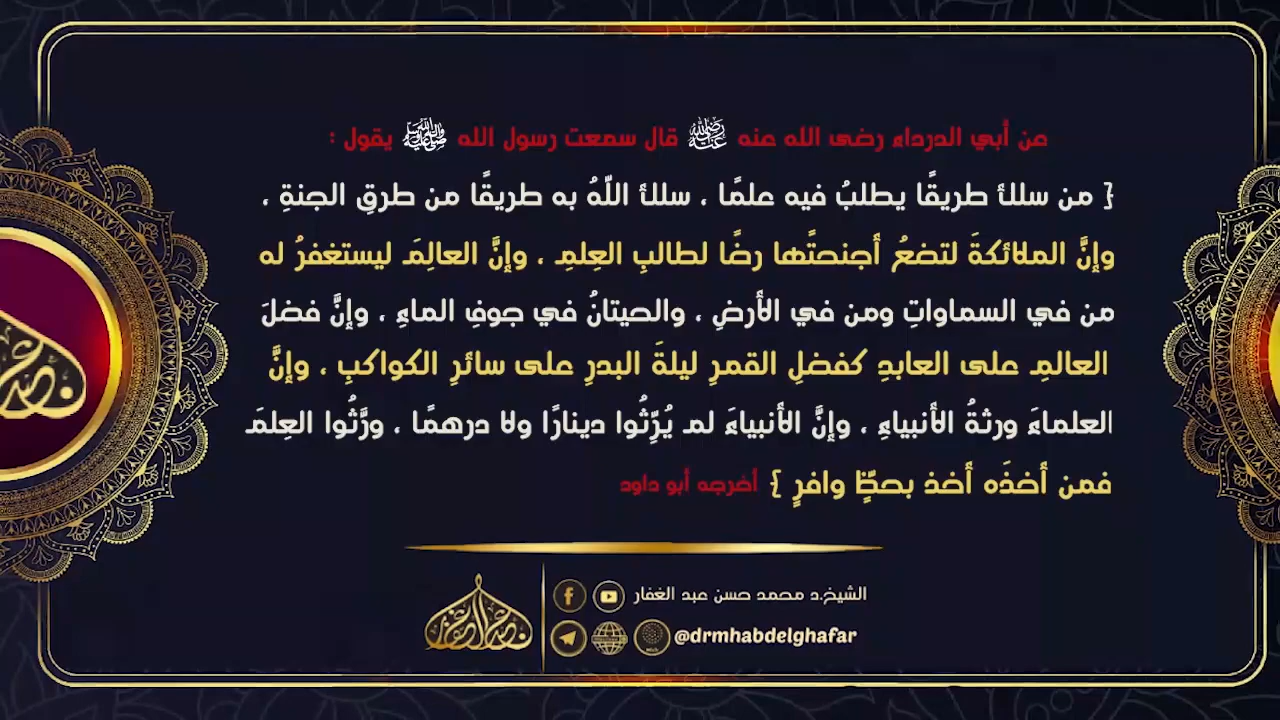 عن أبي الدرداء رضى الله عنه ؓ قال سمعت رسول الله ﷺ يقول :
{ من سلك طريقًا يطلبُ فيه علمًا ، سلك اللّهُ به طريقًا من طرقِ الجنةِ ،
وإنَّ الملائكةَ لتضعُ أجنحتَها رضًا لطالبِ العِلمِ ، وإنَّ العالِمَ ليستغفرُ له
من في السماواتِ ومن في الأرضِ ، والحيتانُ في جوفِ الماءِ ، وإنَّ فضلَ
العالمِ على العابدِ كفضلِ القمرِ ليلةَ البدرِ على سائرِ الكواكبِ ، وإنَّ
العلماءَ ورثةُ الأنبياءِ ، وإنَّ الأنبياءَ لم يُرِّثُوا دينارًا ولا درهمًا ، ورَّثُوا العِلمَ
فمن أخذَه أخذ بحظٍّ وافرٍ } أخرجه أبو داود
الشيخ.د محمد حسن عبد الغفار
@drmhabdelghafar